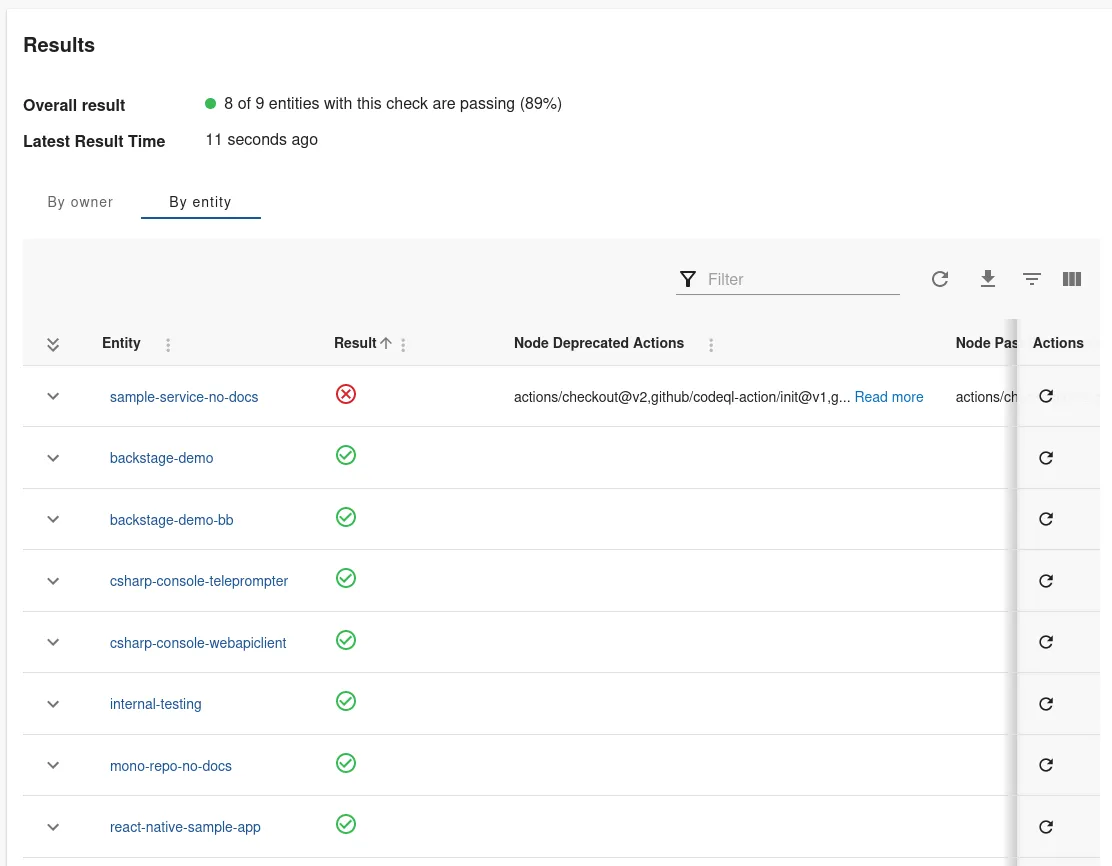 Results
Overall result 8 of 9 entities with this check are passing (89%)
Latest Result Time 11 seconds ago
By owner By entity
Filter
Entity Result Node Deprecated Actions Node Pas Actions
sample-service-no-docs actions/checkout@v2,github/codeql-action/init@v1,g... Read more actions/ch
backstage-demo
backstage-demo-bb
csharp-console-teleprompter
csharp-console-webapiclient
internal-testing
mono-repo-no-docs
react-native-sample-app